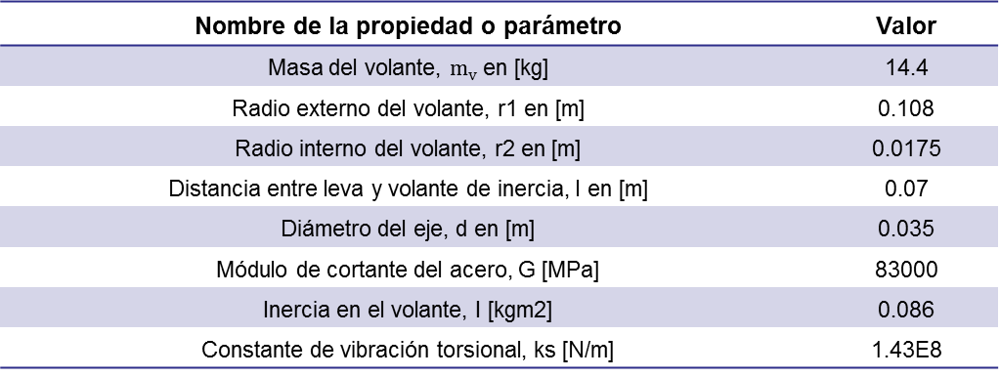 Nombre de la propiedad o parámetro Valor
Masa del volante, mᵥ en [kg] 14.4
Radio externo del volante, r1 en [m] 0.108
Radio interno del volante, r2 en [m] 0.0175
Distancia entre leva y volante de inercia, l en [m] 0.07
Diámetro del eje, d en [m] 0.035
Módulo de cortante del acero, G [MPa] 83000
Inercia en el volante, I [kgm2] 0.086
Constante de vibración torsional, ks [N/m] 1.43E8